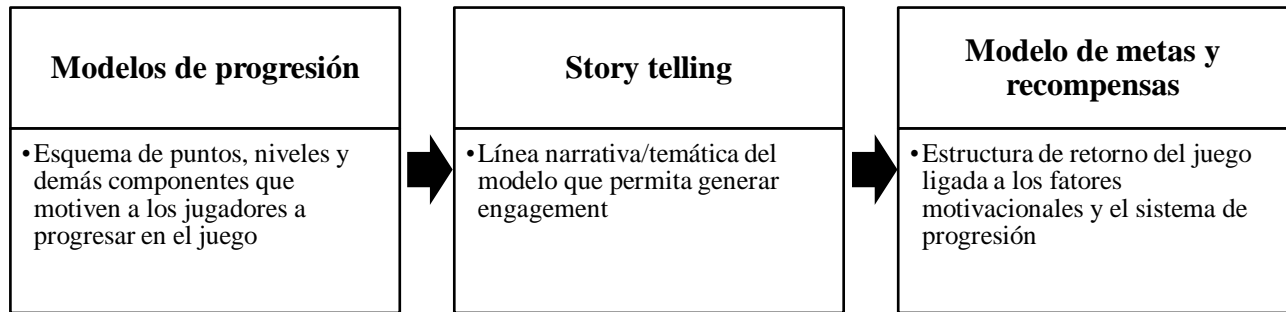 Modelos de progresión
•Esquema de puntos, niveles y
demás componentes que
motiven a los jugadores a
progresar en el juego
Story telling
•Línea narrativa/temática del
modelo que permita generar
engagement
Modelo de metas y
recompensas
•Estructura de retorno del juego
ligada a los fatores
motivacionales y el sistema de
progresión